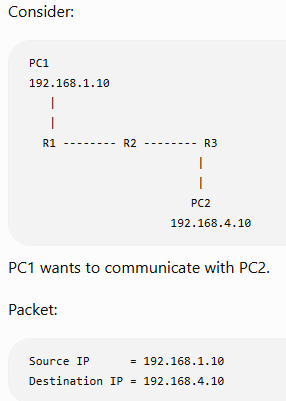 Consider:
PC1
192.168.1.10
|
|
R1 -------- R2 -------- R3
|
|
PC2
192.168.4.10
PC1 wants to communicate with PC2.
Packet:
Source IP      = 192.168.1.10
Destination IP = 192.168.4.10